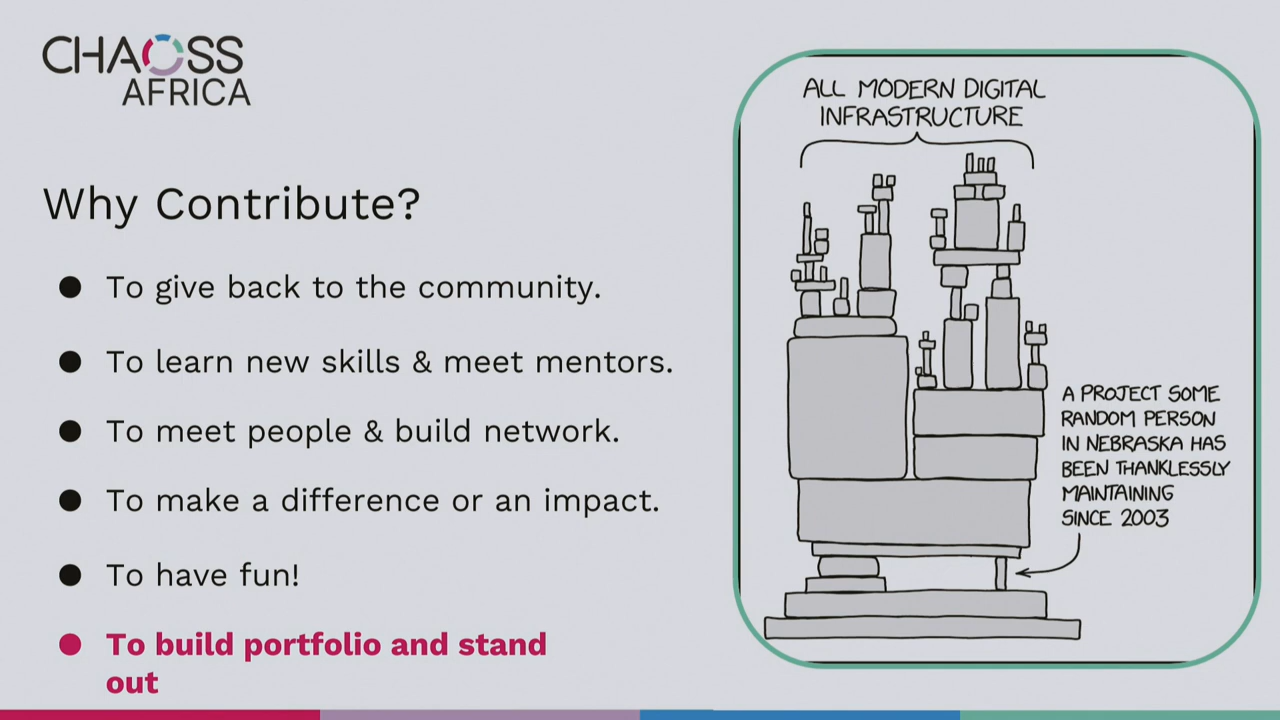 CHAOSS
AFRICA
Why Contribute?
● To give back to the community.
● To learn new skills & meet mentors.
● To meet people & build network.
● To make a difference or an impact.
● To have fun!
● To build portfolio and stand
out
ALL MODERN DIGITAL
INFRASTRUCTURE
A PROJECT SOME
RANDOM PERSON
IN NEBRASKA HAS
BEEN THANKLESSLY
MAINTAINING
SINCE 2003